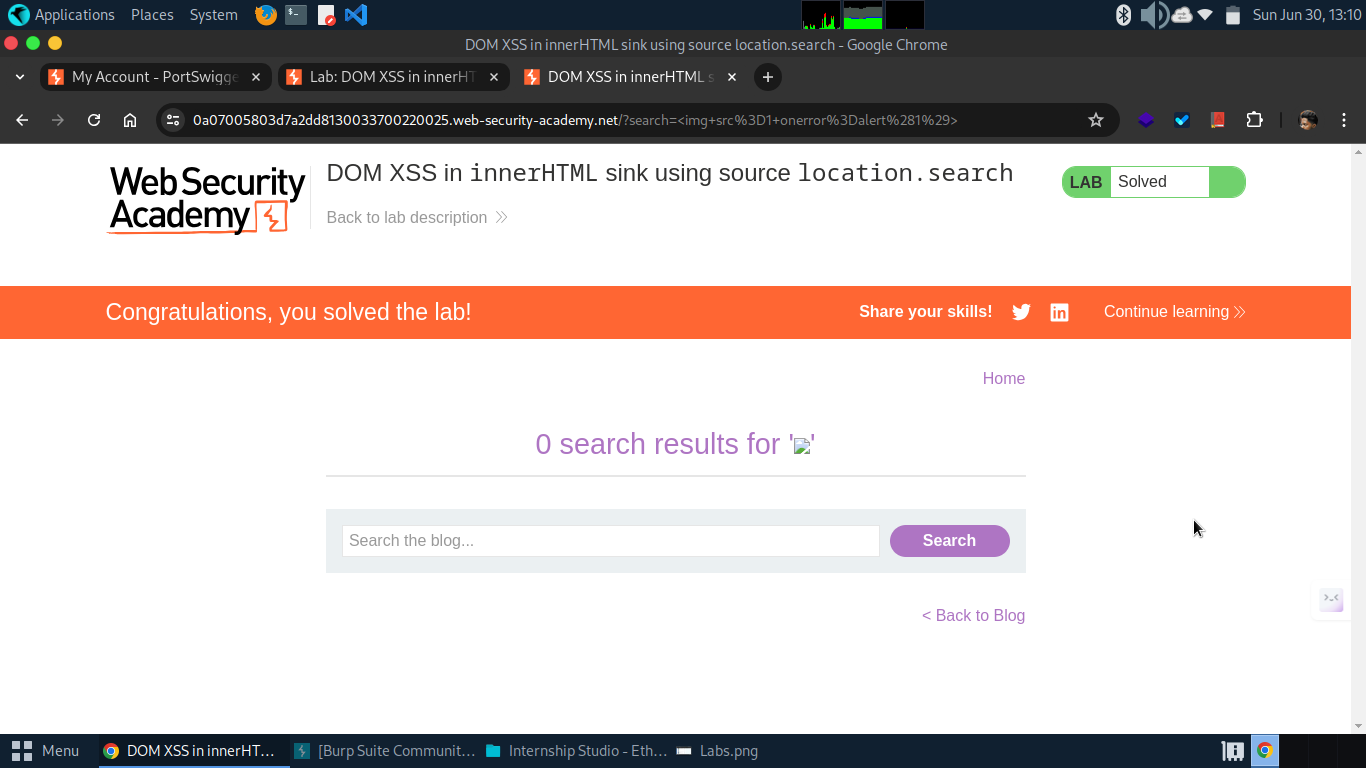 Applications Places System Sun Jun 30, 13:10
DOM XSS in innerHTML sink using source location.search - Google Chrome
My Account - PortSwigge Lab: DOM XSS in innerHT DOM XSS in innerHTML s
0a07005803d7a2dd8130033700220025.web-security-academy.net/?search=<img+src%3D1+onerror%3Dalert%281%29>
Web Security
Academy
DOM XSS in innerHTML sink using source location.search
Back to lab description
LAB Solved
Congratulations, you solved the lab! Share your skills! Continue learning
Home
0 search results for ''
Search the blog... Search
< Back to Blog
Menu DOM XSS in innerHT... [Burp Suite Communit... Internship Studio - Eth... Labs.png